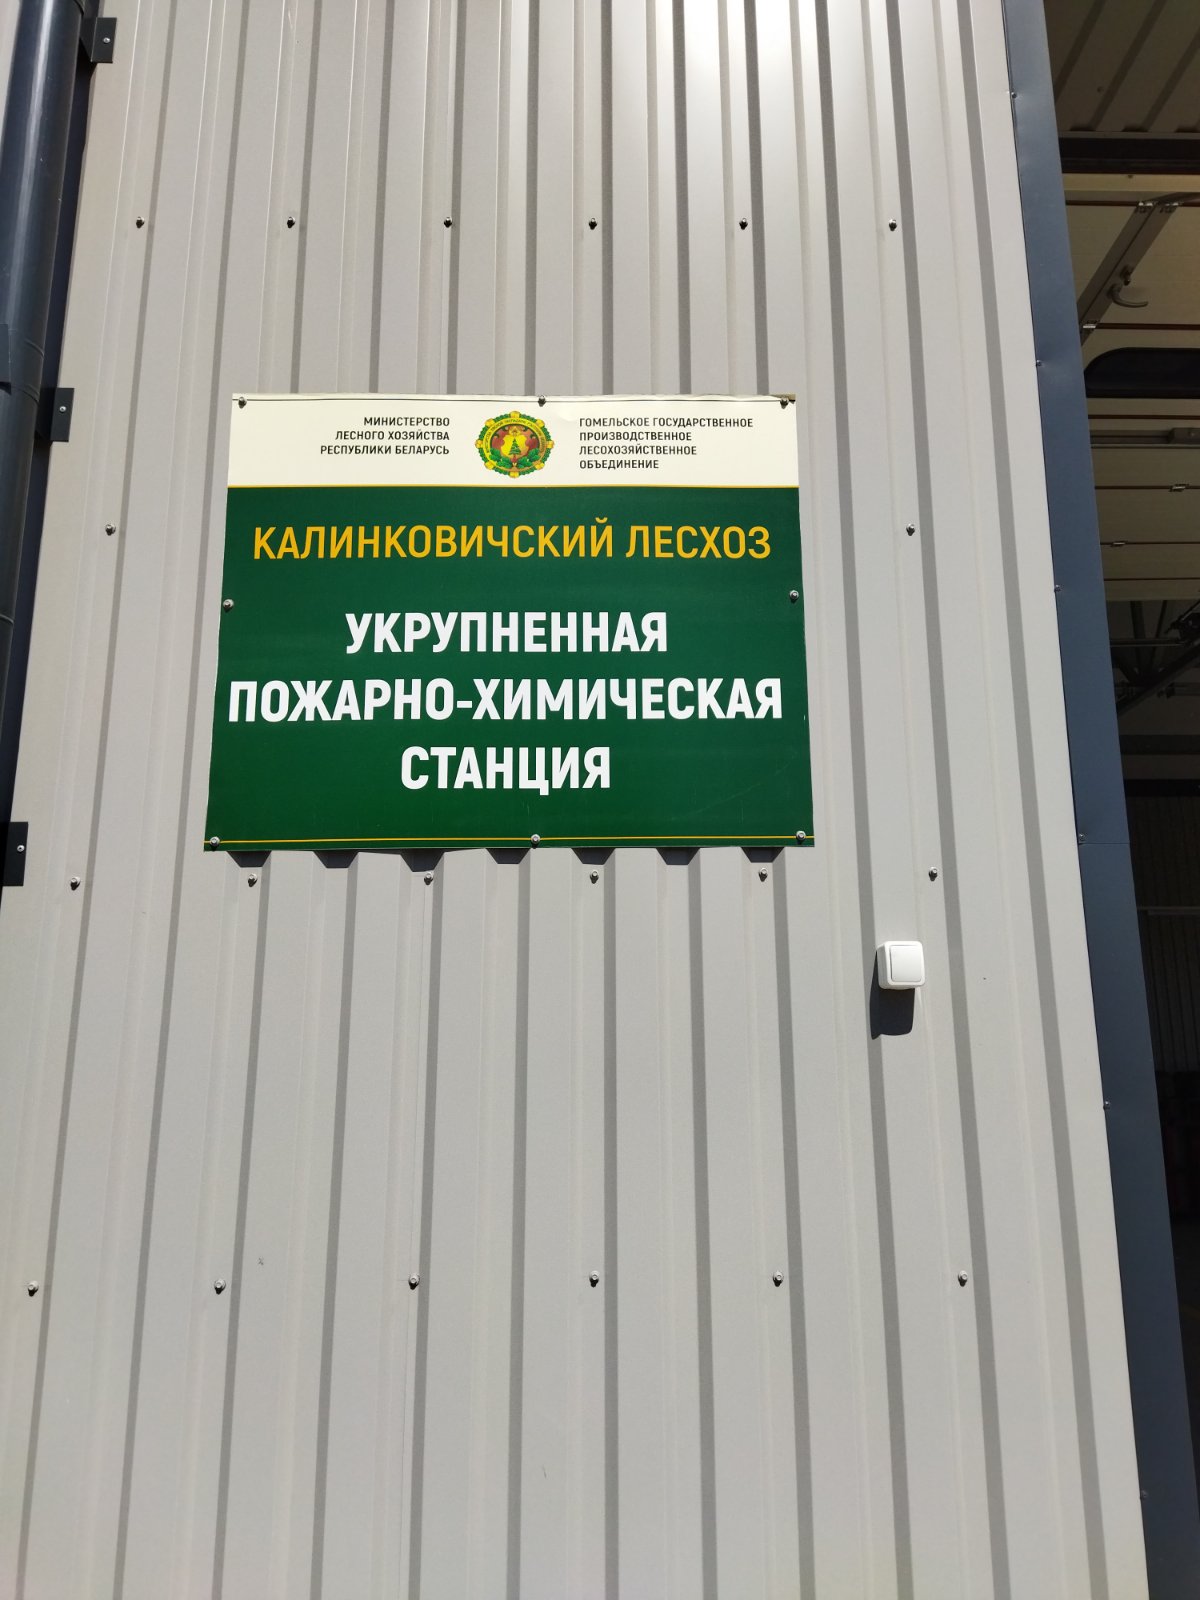 МИНИСТЕРСТВО
ЛЕСНОГО ХОЗЯЙСТВА
РЕСПУБЛИКИ БЕЛАРУСЬ
ГОМЕЛЬСКОЕ ГОСУДАРСТВЕННОЕ
ПРОИЗВОДСТВЕННОЕ
ЛЕСОХОЗЯЙСТВЕННОЕ
ОБЪЕДИНЕНИЕ
КАЛИНКОВИЧСКИЙ ЛЕСХОЗ
УКРУПНЕННАЯ
ПОЖАРНО-ХИМИЧЕСКАЯ
СТАНЦИЯ